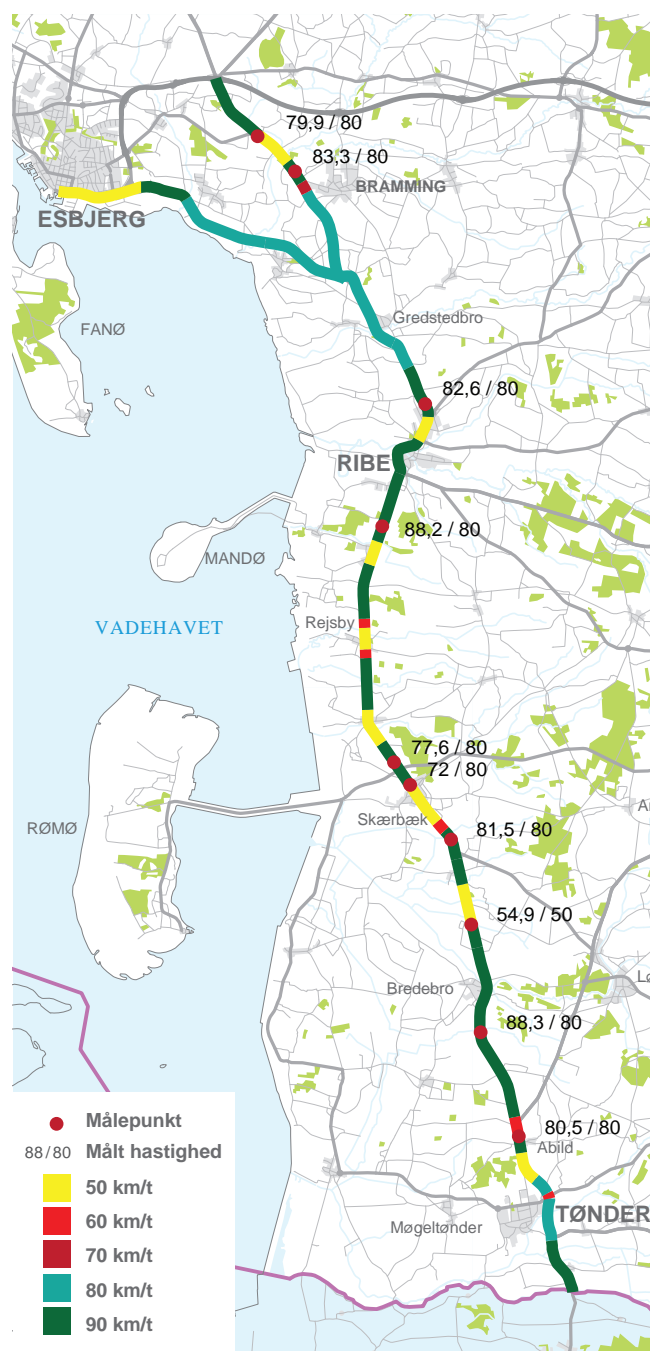 79,9 / 80
83,3 / 80
BRAMMING
ESBJERG
FANØ
Gredstedbro
82,6 / 80
RIBE
88,2 / 80
MANDØ
Rejsby
VADEHAVET
77,6 / 80
72 / 80
Skærbæk
RØMØ
81,5 / 80
54,9 / 50
Bredebro
88,3 / 80
80,5 / 80
Abild
TØNDER
Møgeltønder
Målepunkt
88/80 Målt hastighed
50 km/t
60 km/t
70 km/t
80 km/t
90 km/t